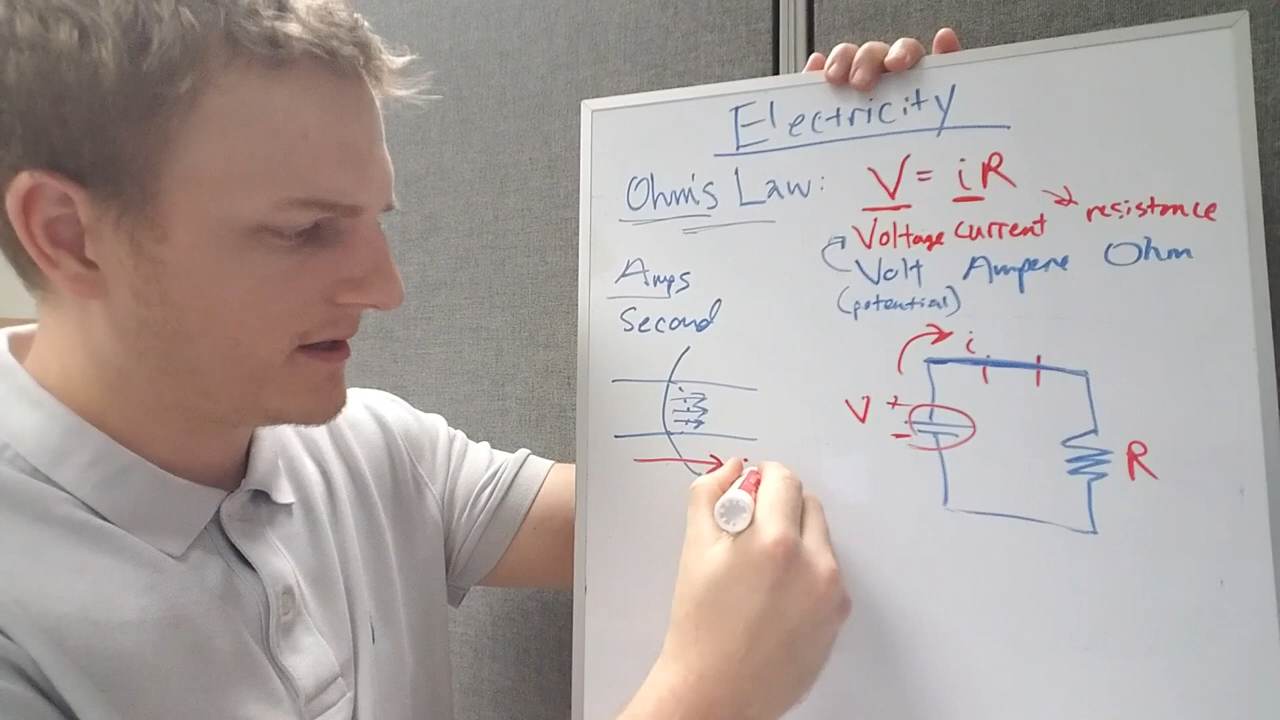 Electricity
Ohm's Law: V = iR
Voltage current resistance
Volt Ampere Ohm
(potential)
Amps
Second
i
V + -
R